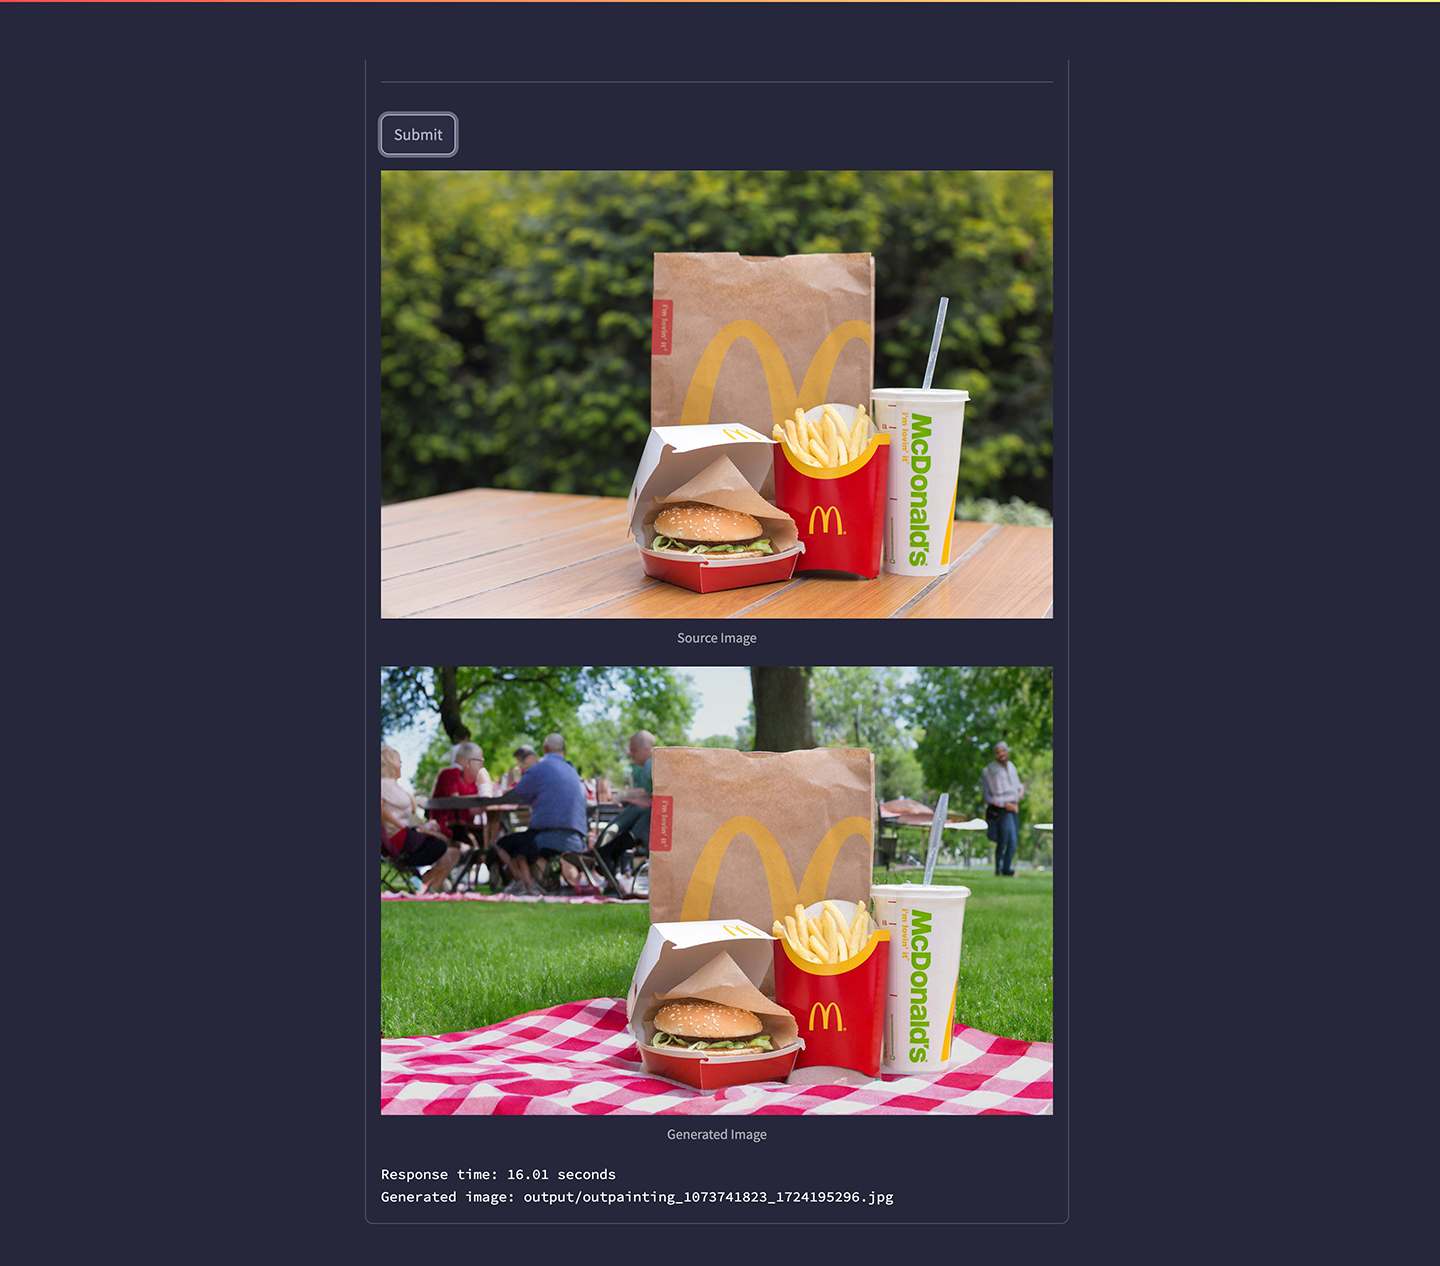 Submit
i'm lovin' it
McDonald's
i'm lovin' it
Source Image
i'm lovin' it
McDonald's
i'm lovin' it
Generated Image
Response time: 16.01 seconds
Generated image: output/outpainting_1073741823_1724195296.jpg